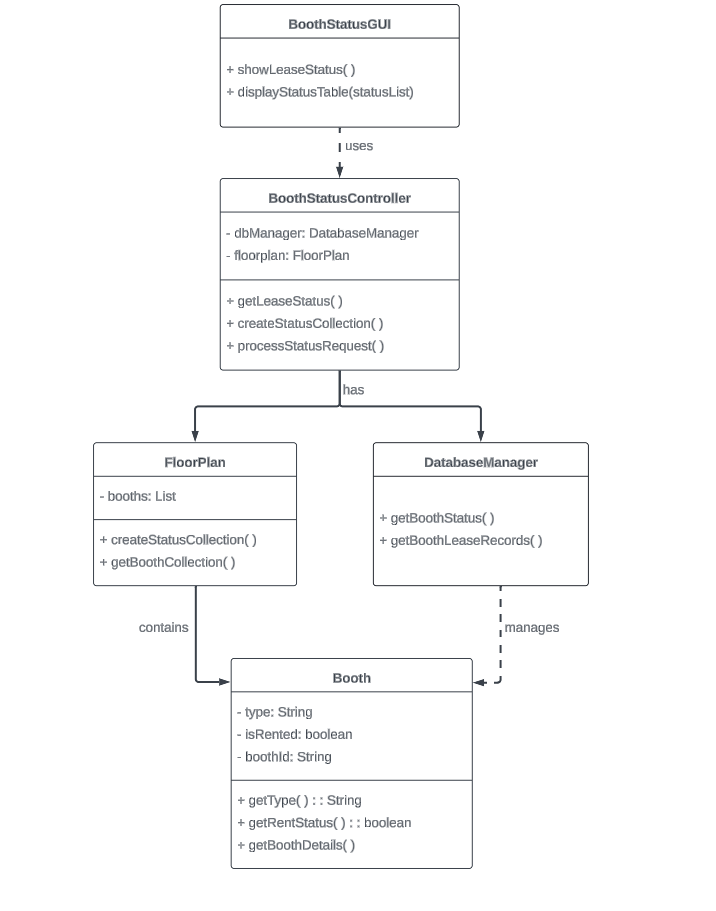 BoothStatusGUI
+ showLeaseStatus( )
+ displayStatusTable(statusList)
uses
BoothStatusController
- dbManager: DatabaseManager
- floorplan: FloorPlan
+ getLeaseStatus( )
+ createStatusCollection( )
+ processStatusRequest( )
has
FloorPlan
- booths: List
+ createStatusCollection( )
+ getBoothCollection( )
DatabaseManager
+ getBoothStatus( )
+ getBoothLeaseRecords( )
contains
manages
Booth
- type: String
- isRented: boolean
- boothId: String
+ getType( ) : : String
+ getRentStatus( ) : : boolean
+ getBoothDetails( )